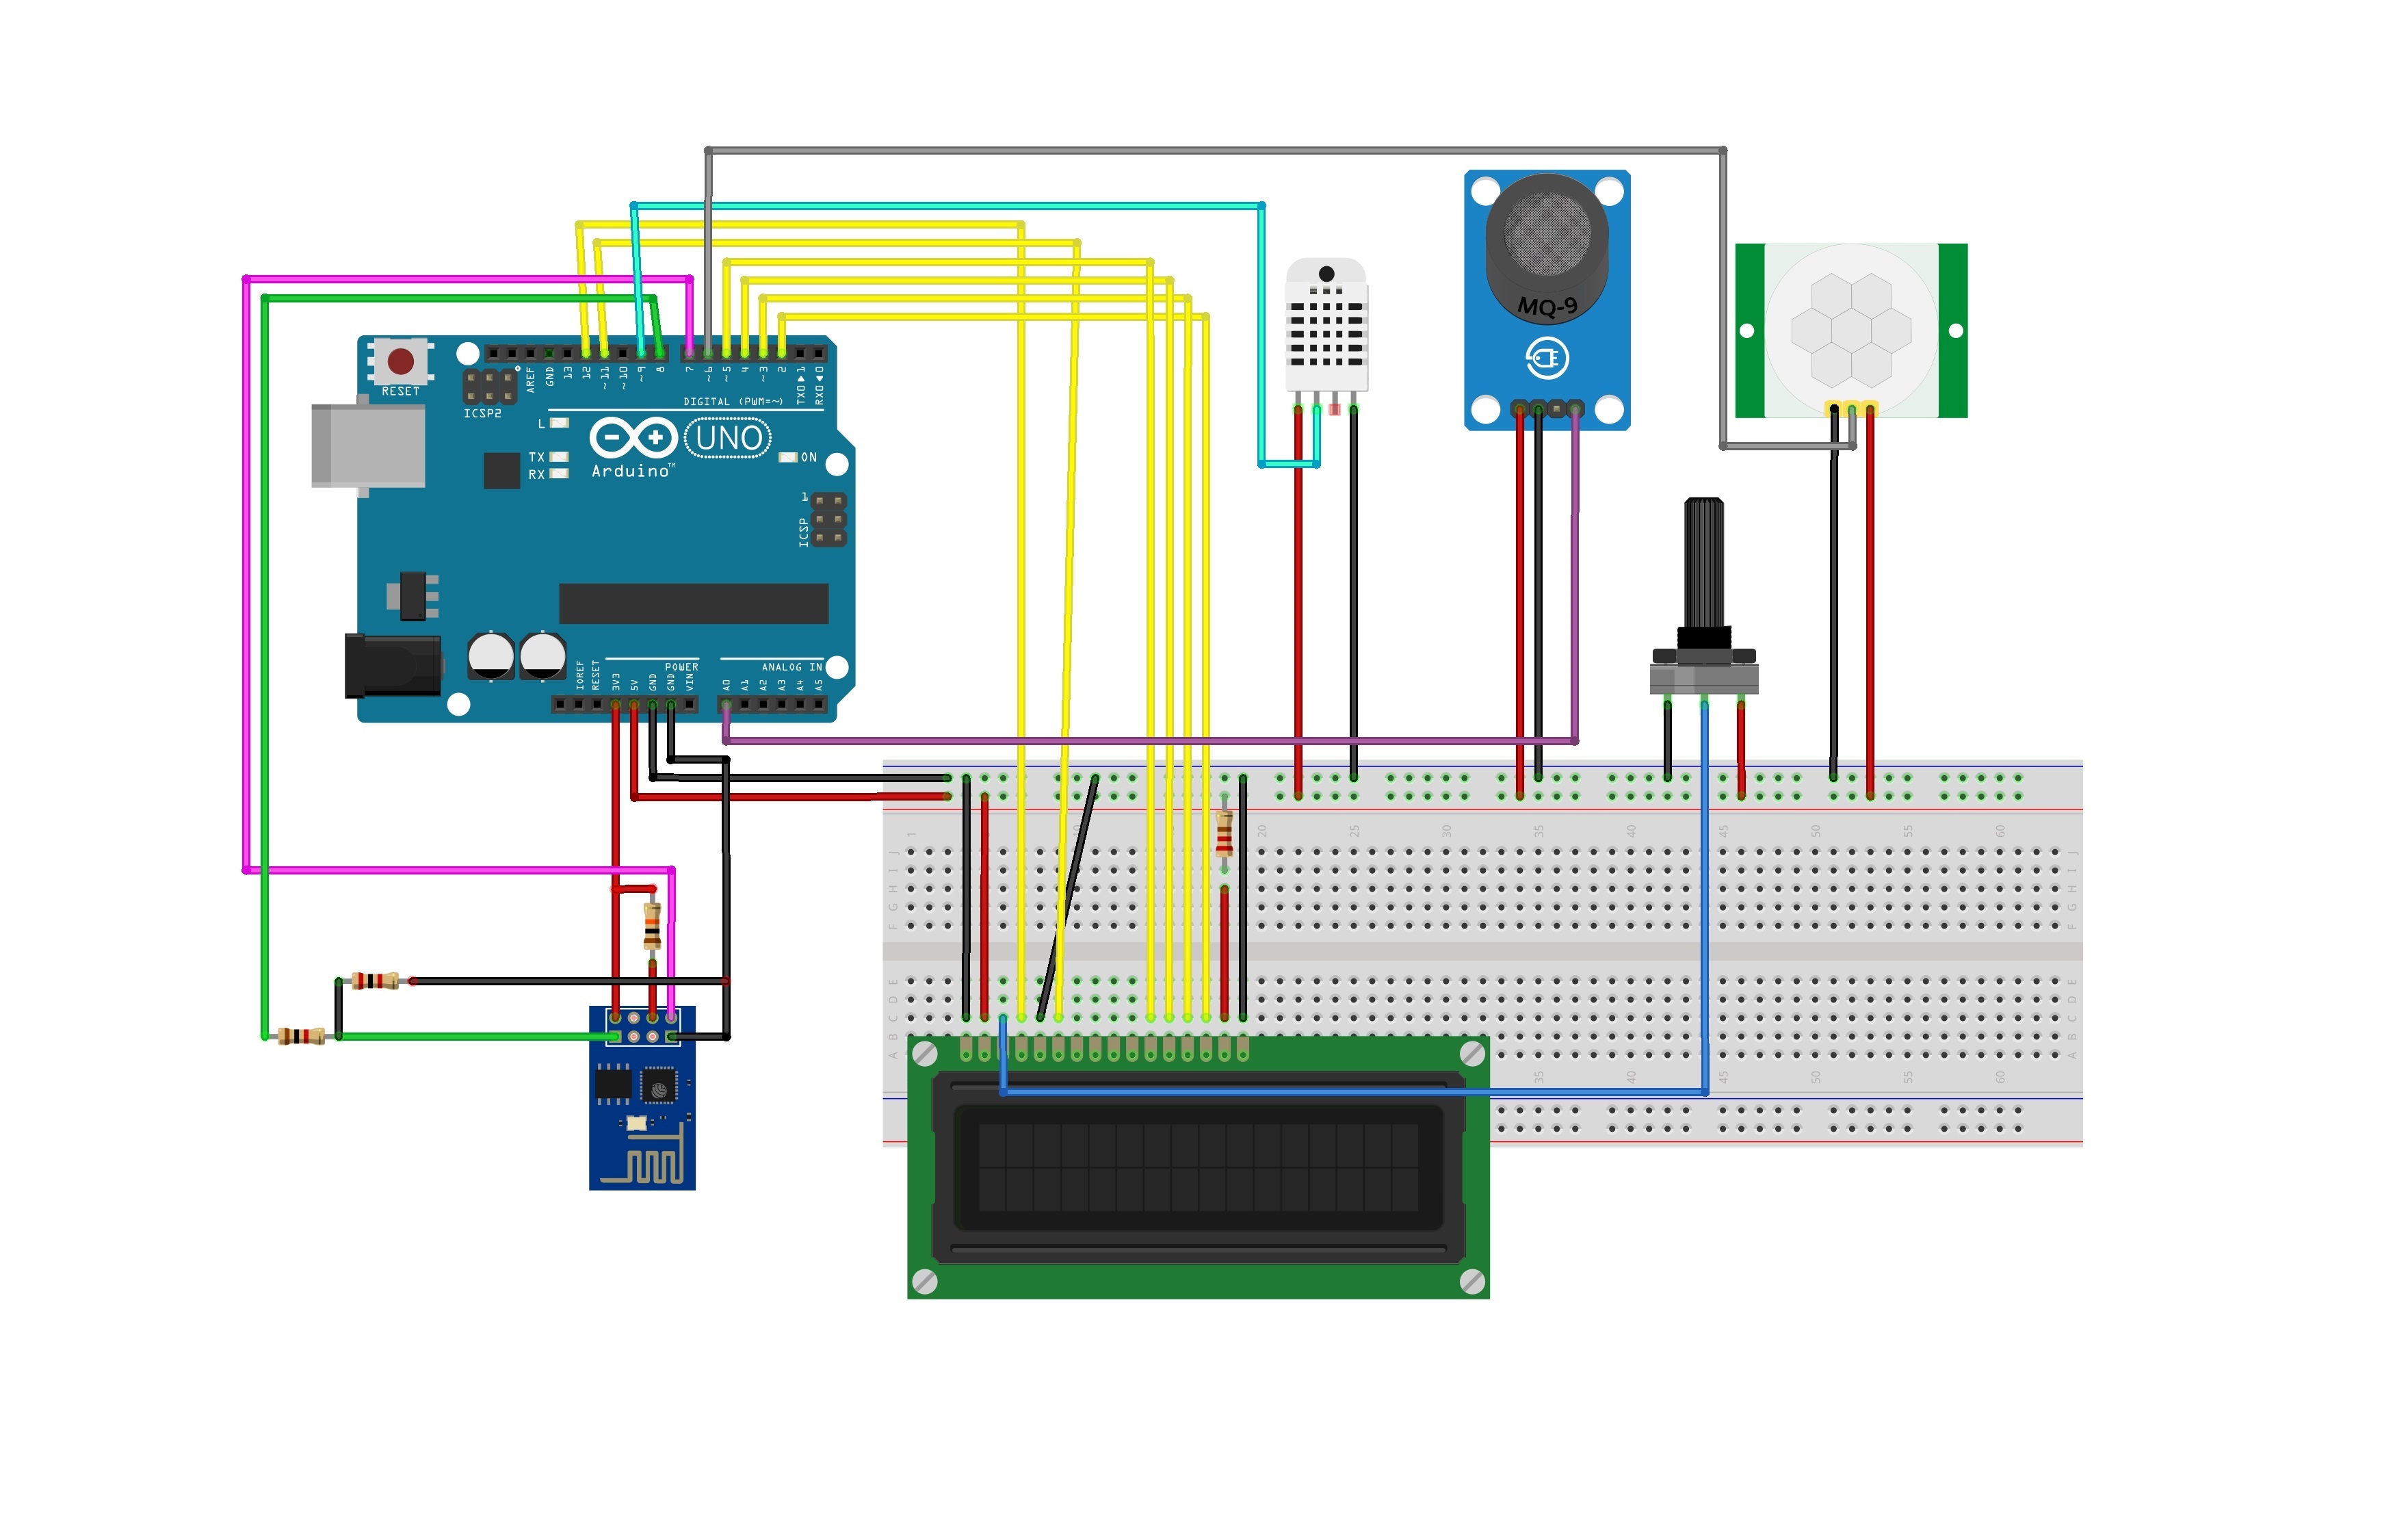 MQ-9
RESET
ICSP2
AREF
GND
13
12
~11
~10
~9
8
7
~6
~5
4
~3
2
TX0▶1
RX0◀0
DIGITAL (PWM=~)
L
TX
RX
UNO
ON
Arduino™
1
ICSP
IOREF
RESET
3V3
5V
GND
GND
VIN
POWER
ANALOG IN
A0
A1
A2
A3
A4
A5
1 20 25 30 35 40 45 50 55 60
J J
I I
H H
G G
F F
E E
D D
C C
B B
A A
35 40 45 50 55 60